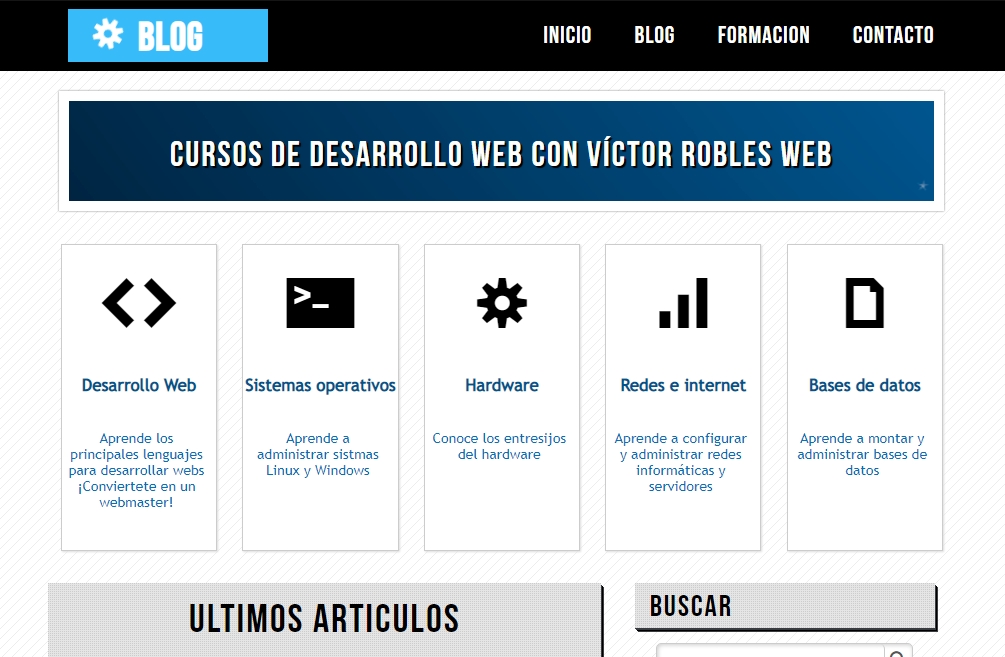 BLOG
INICIO BLOG FORMACION CONTACTO
CURSOS DE DESARROLLO WEB CON VÍCTOR ROBLES WEB
>_
Desarrollo Web
Aprende los
principales lenguajes
para desarrollar webs
¡Conviertete en un
webmaster!
Sistemas operativos
Aprende a
administrar sistmas
Linux y Windows
Hardware
Conoce los entresijos
del hardware
Redes e internet
Aprende a configurar
y administrar redes
informáticas y
servidores
Bases de datos
Aprende a montar y
administrar bases de
datos
ULTIMOS ARTICULOS
BUSCAR